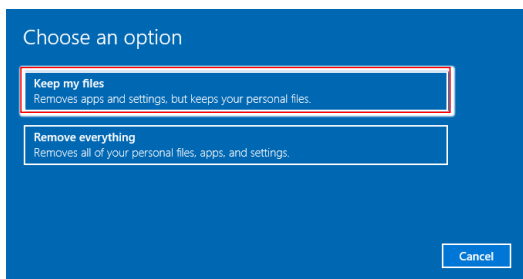 Choose an option
Keep my files
Removes apps and settings, but keeps your personal files.
Remove everything
Removes all of your personal files, apps, and settings.
Cancel